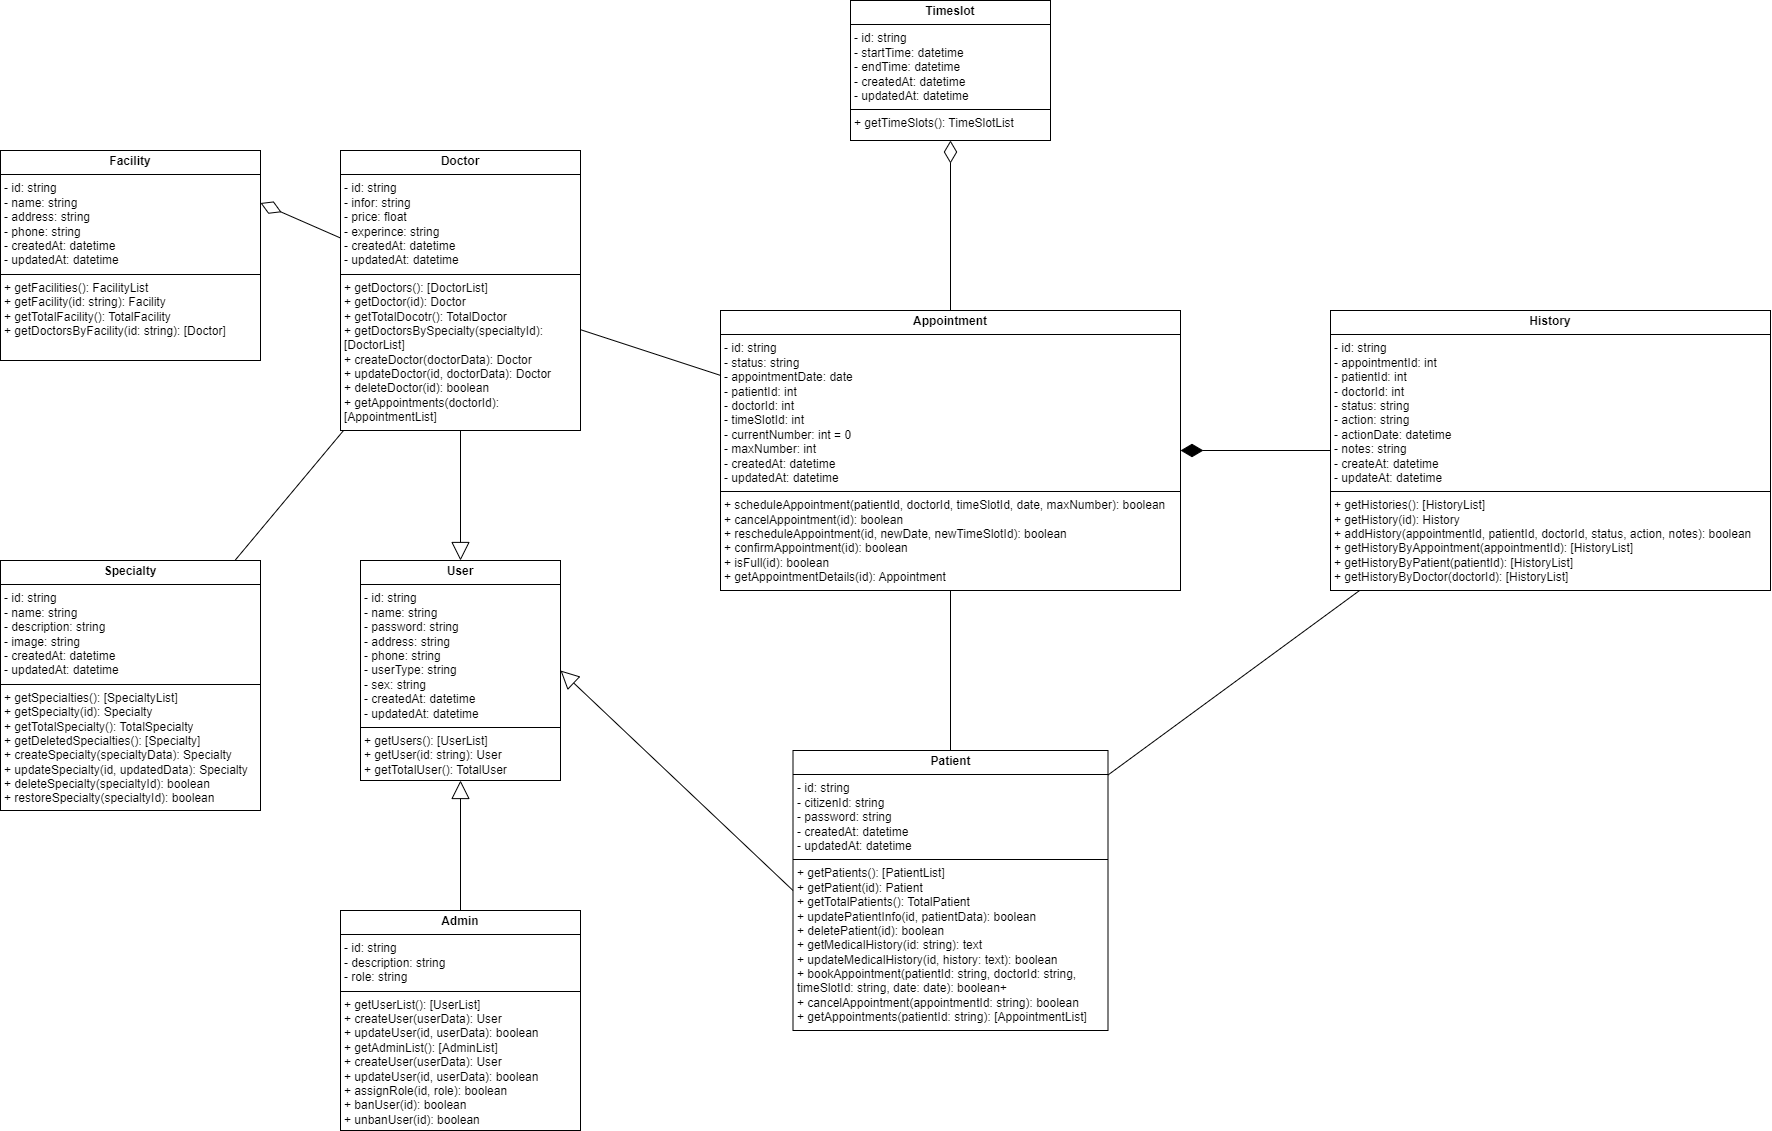 Timeslot
- id: string
- startTime: datetime
- endTime: datetime
- createdAt: datetime
- updatedAt: datetime
+ getTimeSlots(): TimeSlotList
Facility
- id: string
- name: string
- address: string
- phone: string
- createdAt: datetime
- updatedAt: datetime
+ getFacilities(): FacilityList
+ getFacility(id: string): Facility
+ getTotalFacility(): TotalFacility
+ getDoctorsByFacility(id: string): [Doctor]
Doctor
- id: string
- infor: string
- price: float
- experince: string
- createdAt: datetime
- updatedAt: datetime
+ getDoctors(): [DoctorList]
+ getDoctor(id): Doctor
+ getTotalDocotr(): TotalDoctor
+ getDoctorsBySpecialty(specialtyId):
[DoctorList]
+ createDoctor(doctorData): Doctor
+ updateDoctor(id, doctorData): Doctor
+ deleteDoctor(id): boolean
+ getAppointments(doctorId):
[AppointmentList]
Appointment
- id: string
- status: string
- appointmentDate: date
- patientId: int
- doctorId: int
- timeSlotId: int
- currentNumber: int = 0
- maxNumber: int
- createdAt: datetime
- updatedAt: datetime
+ scheduleAppointment(patientId, doctorId, timeSlotId, date, maxNumber): boolean
+ cancelAppointment(id): boolean
+ rescheduleAppointment(id, newDate, newTimeSlotId): boolean
+ confirmAppointment(id): boolean
+ isFull(id): boolean
+ getAppointmentDetails(id): Appointment
History
- id: string
- appointmentId: int
- patientId: int
- doctorId: int
- status: string
- action: string
- actionDate: datetime
- notes: string
- createAt: datetime
- updateAt: datetime
+ getHistories(): [HistoryList]
+ getHistory(id): History
+ addHistory(appointmentId, patientId, doctorId, status, action, notes): boolean
+ getHistoryByAppointment(appointmentId): [HistoryList]
+ getHistoryByPatient(patientId): [HistoryList]
+ getHistoryByDoctor(doctorId): [HistoryList]
Specialty
- id: string
- name: string
- description: string
- image: string
- createdAt: datetime
- updatedAt: datetime
+ getSpecialties(): [SpecialtyList]
+ getSpecialty(id): Specialty
+ getTotalSpecialty(): TotalSpecialty
+ getDeletedSpecialties(): [Specialty]
+ createSpecialty(specialtyData): Specialty
+ updateSpecialty(id, updatedData): Specialty
+ deleteSpecialty(specialtyId): boolean
+ restoreSpecialty(specialtyId): boolean
User
- id: string
- name: string
- password: string
- address: string
- phone: string
- userType: string
- sex: string
- createdAt: datetime
- updatedAt: datetime
+ getUsers(): [UserList]
+ getUser(id: string): User
+ getTotalUser(): TotalUser
Patient
- id: string
- citizenId: string
- password: string
- createdAt: datetime
- updatedAt: datetime
+ getPatients(): [PatientList]
+ getPatient(id): Patient
+ getTotalPatients(): TotalPatient
+ updatePatientInfo(id, patientData): boolean
+ deletePatient(id): boolean
+ getMedicalHistory(id: string): text
+ updateMedicalHistory(id, history: text): boolean
+ bookAppointment(patientId: string, doctorId: string,
timeSlotId: string, date: date): boolean+
+ cancelAppointment(appointmentId: string): boolean
+ getAppointments(patientId: string): [AppointmentList]
Admin
- id: string
- description: string
- role: string
+ getUserList(): [UserList]
+ createUser(userData): User
+ updateUser(id, userData): boolean
+ getAdminList(): [AdminList]
+ createUser(userData): User
+ updateUser(id, userData): boolean
+ assignRole(id, role): boolean
+ banUser(id): boolean
+ unbanUser(id): boolean